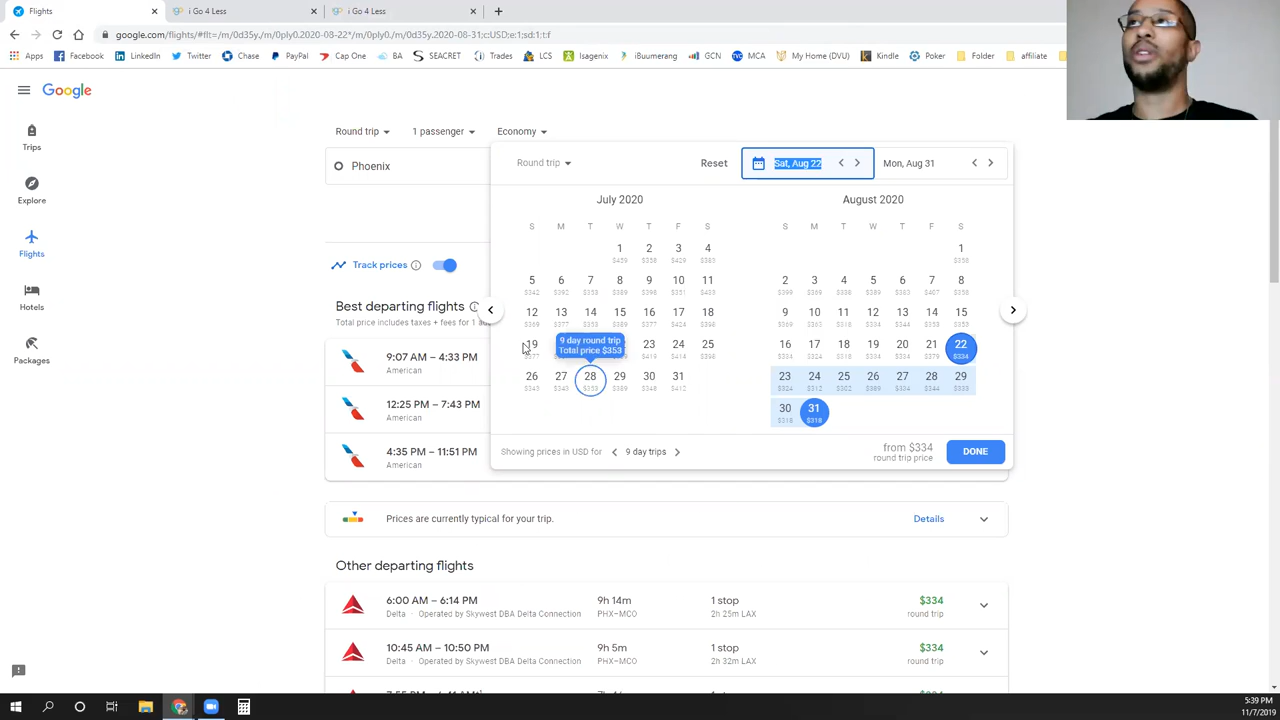 Flights
i Go 4 Less
i Go 4 Less
google.com/flights/#flt=/m/0d35y,/m/0ply0.2020-08-22*/m/0ply0./m/0d35y.2020-08-31;c:USD;e:1;sd:1;t:f
Apps Facebook LinkedIn Twitter Chase PayPal Cap One BA SEACRET Trades LCS Isagenix iBuumerang GCN MCA My Home (DVU) Kindle Poker Folder affiliate
Google
Trips
Explore
Flights
Hotels
Packages
Round trip 1 passenger Economy
Phoenix
Round trip Reset Sat, Aug 22 Mon, Aug 31
July 2020 August 2020
S M T W T F S S M T W T F S
1 2 3 4 1
$358
5 6 7 8 9 10 11 2 3 4 5 6 7 8
12 13 14 15 16 17 18 9 10 11 12 13 14 15
9 day round trip
Total price $353
19 23 24 25 16 17 18 19 20 21 22
$334
26 27 28 29 30 31 23 24 25 26 27 28 29
$353
30 31
$318 $318
Showing prices in USD for 9 day trips
from $334
round trip price
DONE
Track prices
Best departing flights
Total price includes taxes + fees for 1
9:07 AM – 4:33 PM
American
12:25 PM – 7:43 PM
American
4:35 PM – 11:51 PM
American
Prices are currently typical for your trip. Details
Other departing flights
6:00 AM – 6:14 PM 9h 14m 1 stop $334
Delta · Operated by Skywest DBA Delta Connection PHX–MCO 2h 25m LAX round trip
10:45 AM – 10:50 PM 9h 5m 1 stop $334
Delta · Operated by Skywest DBA Delta Connection PHX–MCO 2h 32m LAX round trip
5:39 PM
11/7/2019